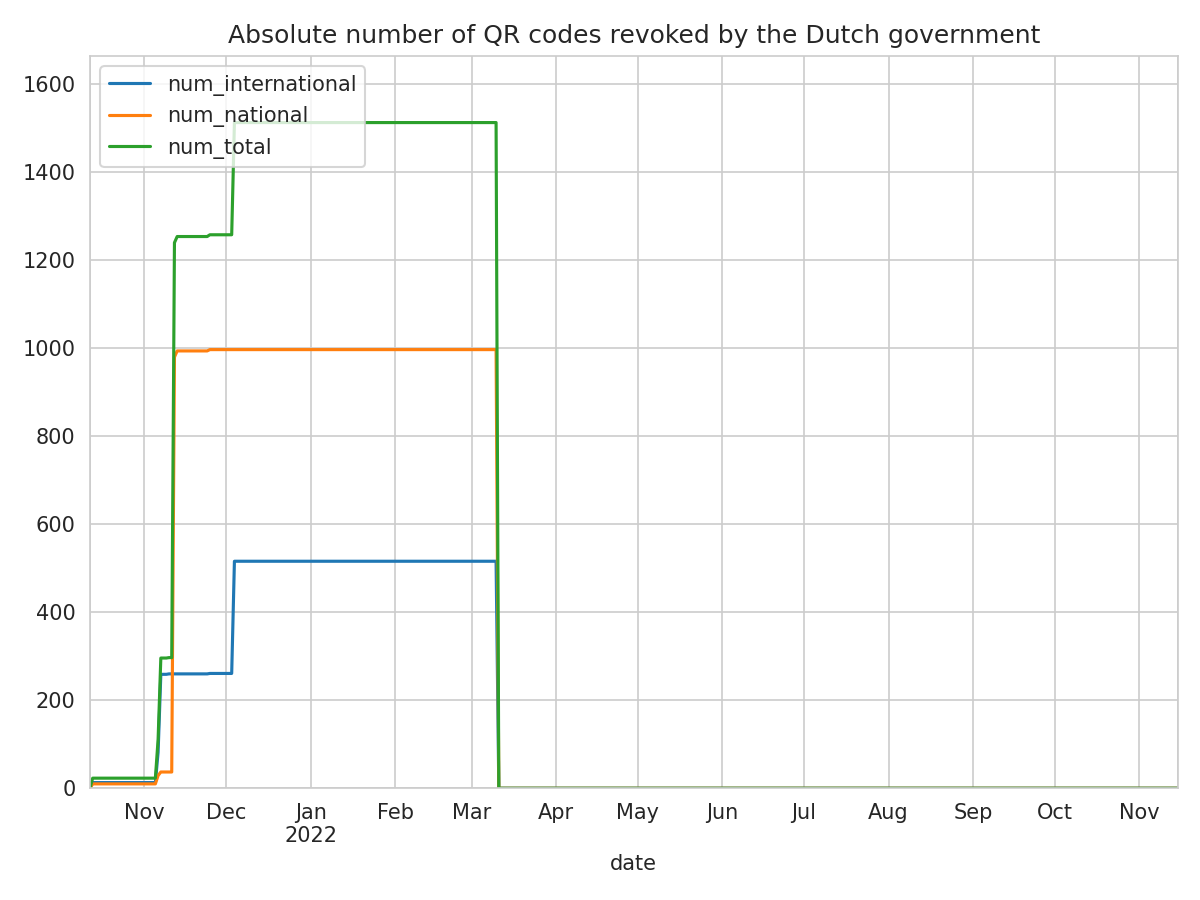 Absolute number of QR codes revoked by the Dutch government
num_international
num_national
num_total
1600
1400
1200
1000
800
600
400
200
0
Nov Dec Jan Feb Mar Apr May Jun Jul Aug Sep Oct Nov
2022
date